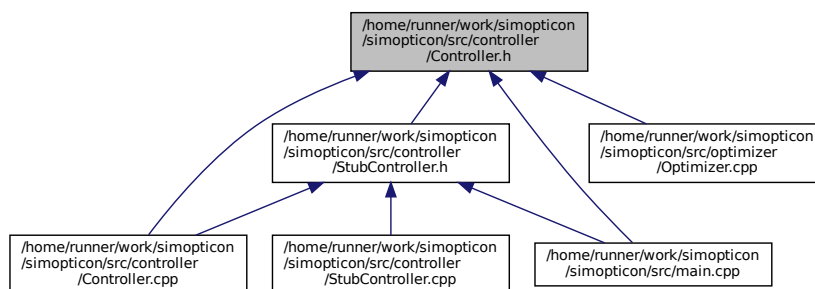 /home/runner/work/simopticon
/simopticon/src/controller
/Controller.h
/home/runner/work/simopticon
/simopticon/src/controller
/StubController.h
/home/runner/work/simopticon
/simopticon/src/optimizer
/Optimizer.cpp
/home/runner/work/simopticon
/simopticon/src/controller
/Controller.cpp
/home/runner/work/simopticon
/simopticon/src/controller
/StubController.cpp
/home/runner/work/simopticon
/simopticon/src/main.cpp